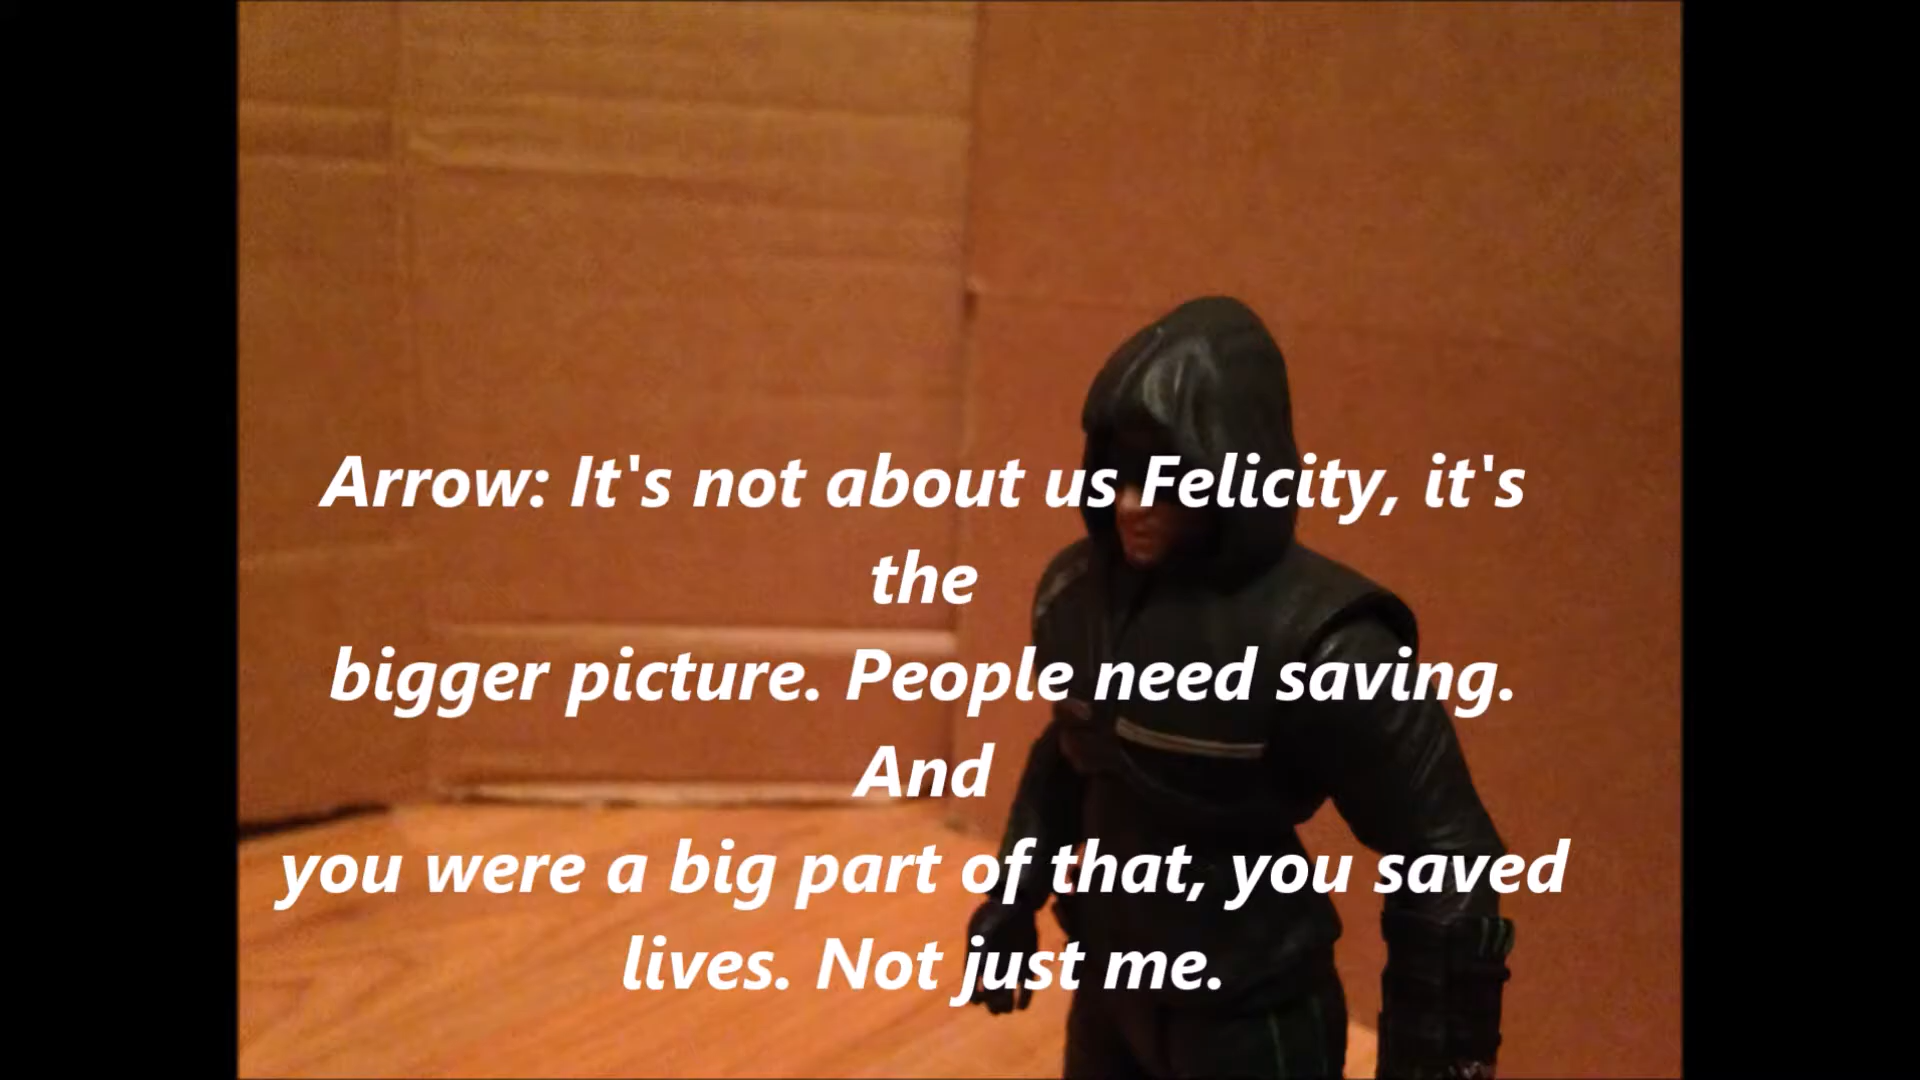 Arrow: It's not about us Felicity, it's
the
bigger picture. People need saving.
And
you were a big part of that, you saved
lives. Not just me.